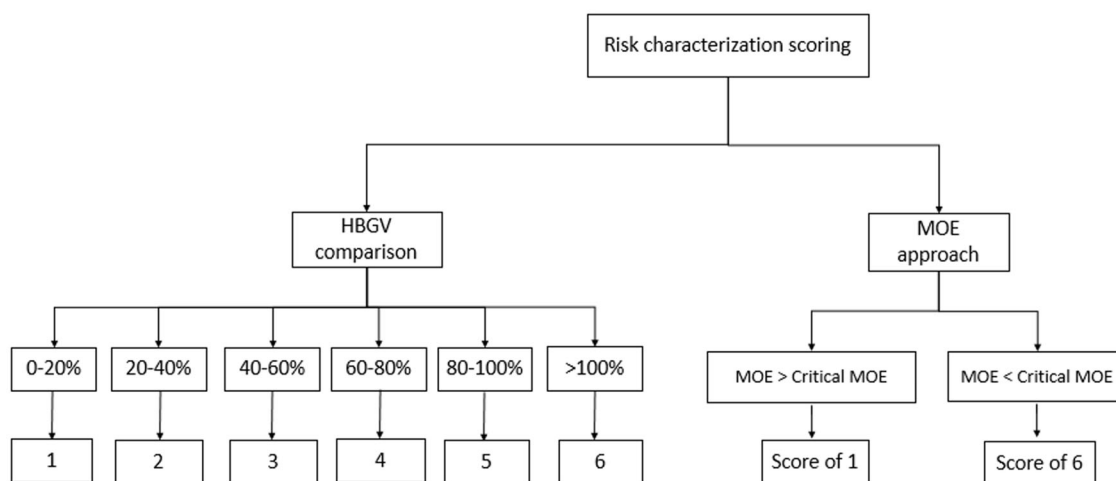 Risk characterization scoring
HBGV
comparison
MOE
approach
0-20%
20-40%
40-60%
60-80%
80-100%
>100%
MOE > Critical MOE
MOE < Critical MOE
1
2
3
4
5
6
Score of 1
Score of 6